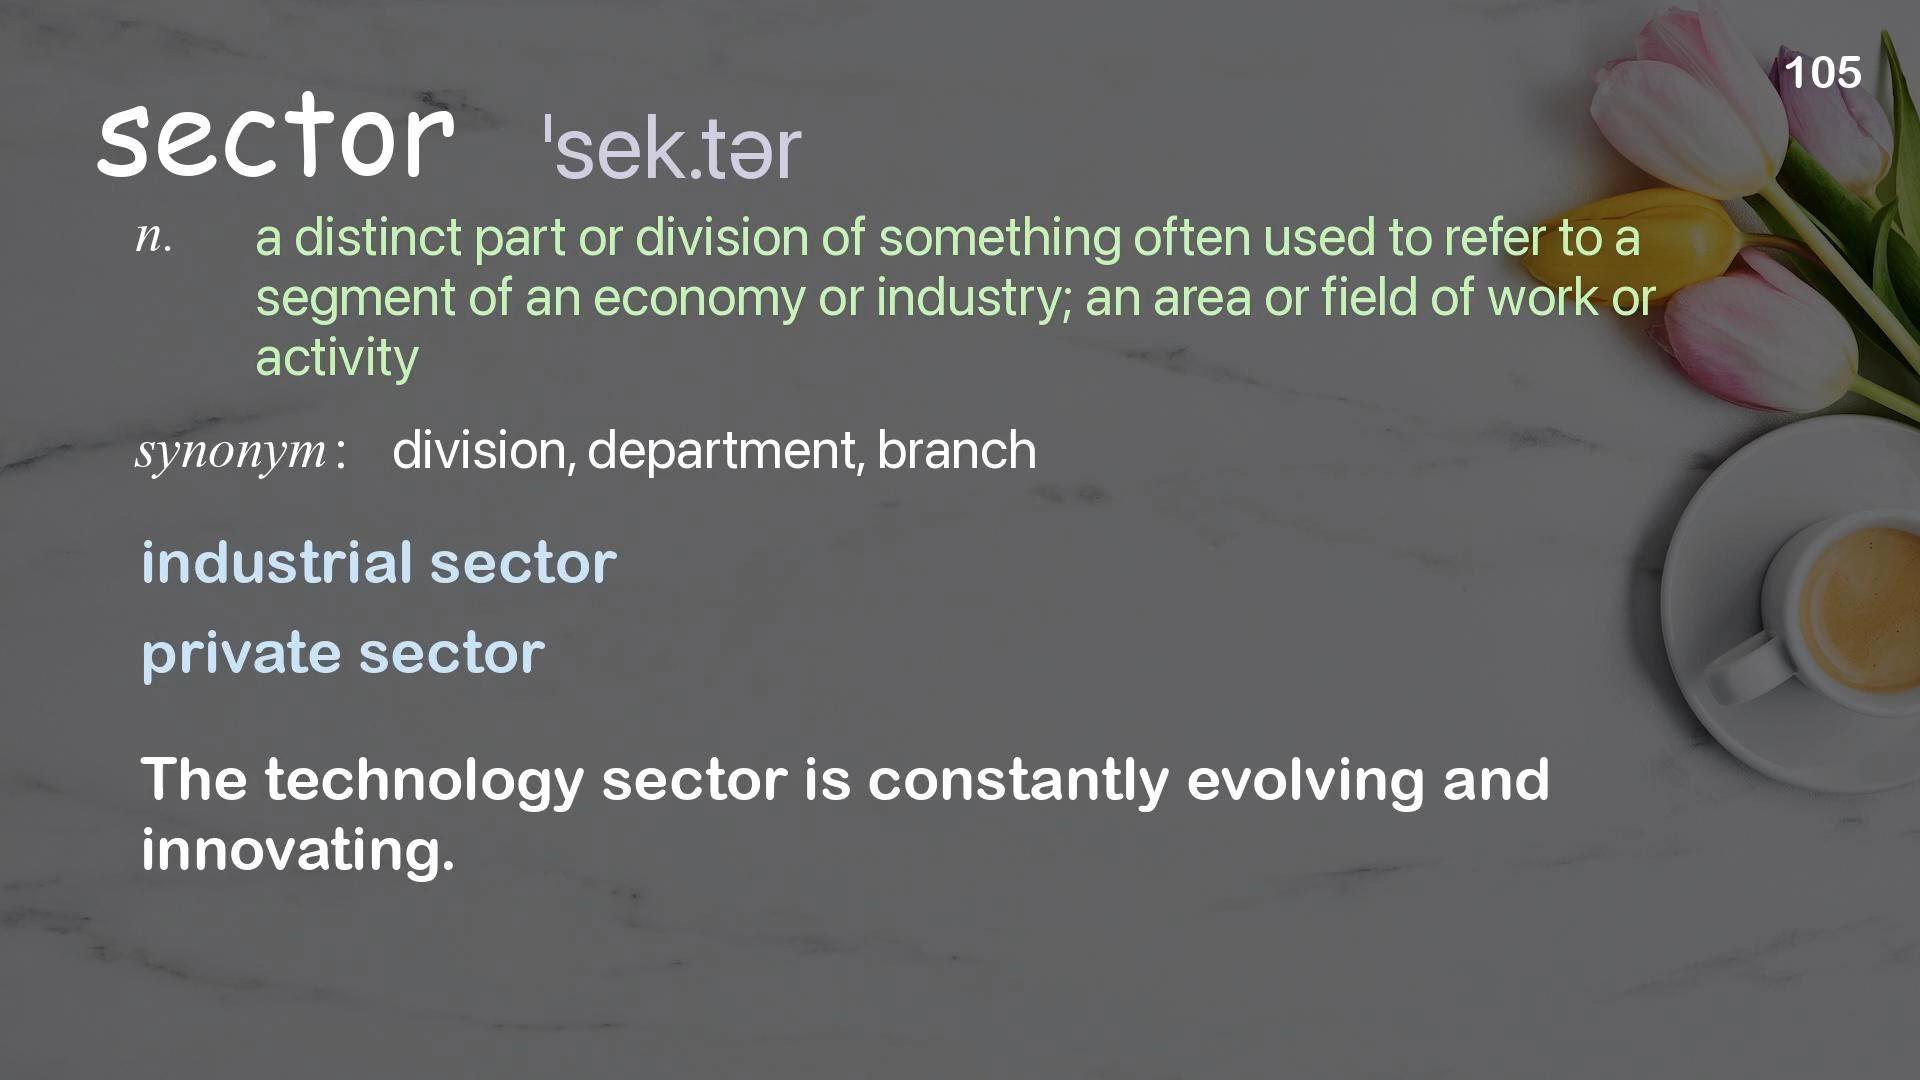 105
sector ˈsek.tər
n. a distinct part or division of something often used to refer to a
segment of an economy or industry; an area or field of work or
activity
synonym: division, department, branch
industrial sector
private sector
The technology sector is constantly evolving and
innovating.